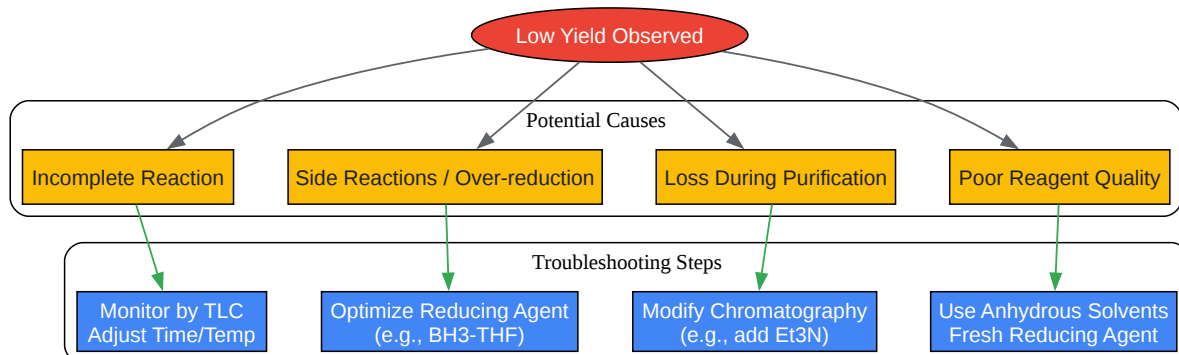 Low Yield Observed
Potential Causes
Incomplete Reaction
Side Reactions / Over-reduction
Loss During Purification
Poor Reagent Quality
Troubleshooting Steps
Monitor by TLC
Adjust Time/Temp
Optimize Reducing Agent
(e.g., BH3-THF)
Modify Chromatography
(e.g., add Et3N)
Use Anhydrous Solvents
Fresh Reducing Agent